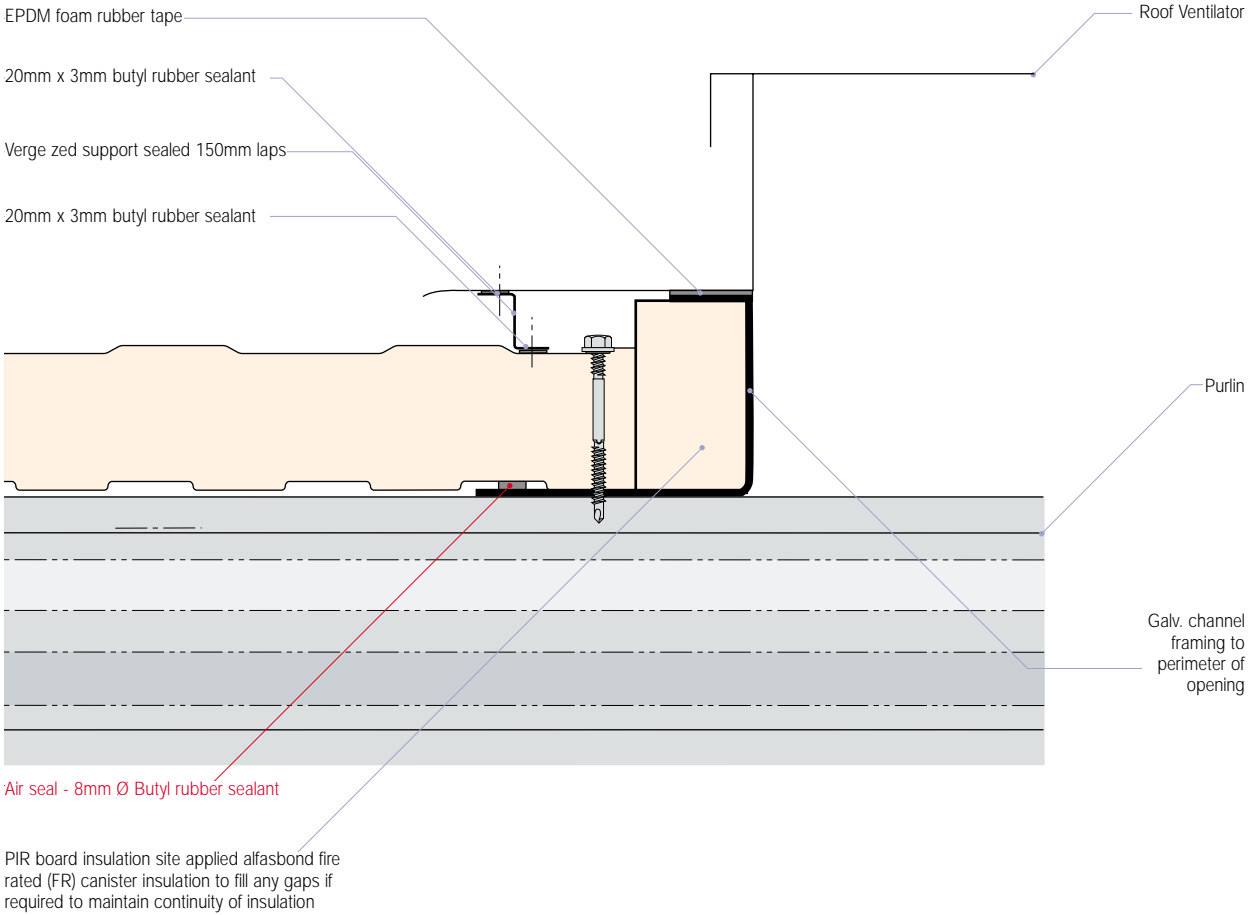 EPDM foam rubber tape
Roof Ventilator
20mm x 3mm butyl rubber sealant
Verge zed support sealed 150mm laps
20mm x 3mm butyl rubber sealant
Purlin
Galv. channel
framing to
perimeter of
opening
Air seal - 8mm Ø Butyl rubber sealant
PIR board insulation site applied alfasbond fire
rated (FR) canister insulation to fill any gaps if
required to maintain continuity of insulation